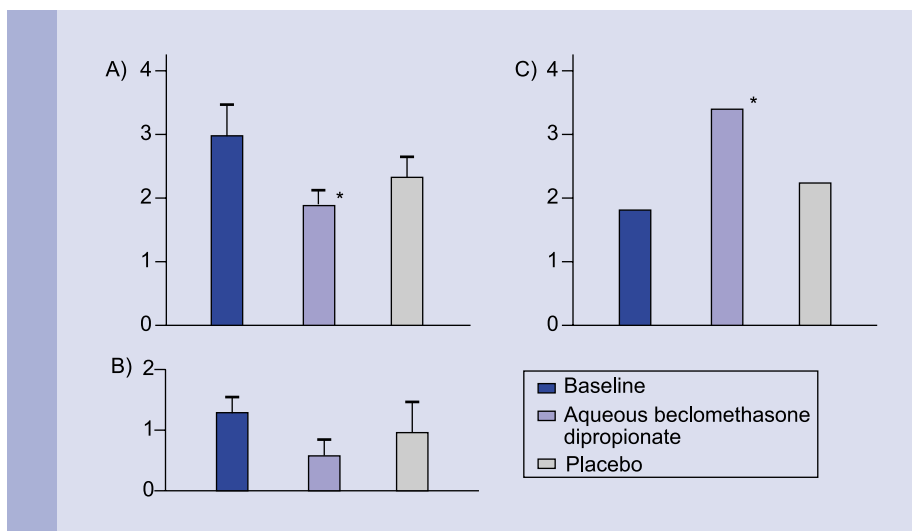 A)
4
3
2
1
0
*
B)
2
1
0
C)
4
3
2
1
0
*
Baseline
Aqueous beclomethasone
dipropionate
Placebo